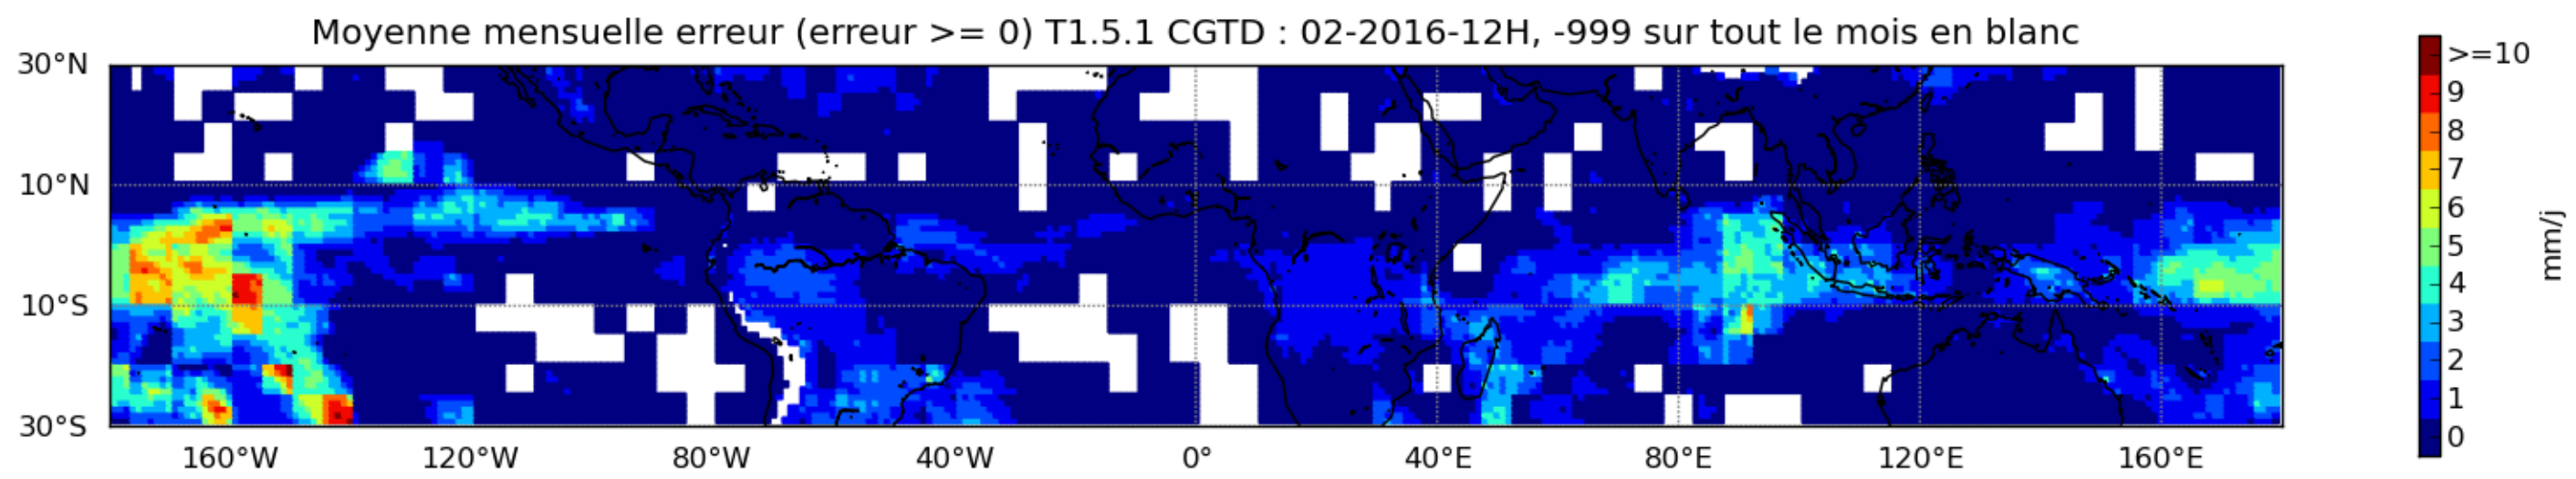 Moyenne mensuelle erreur (erreur >= 0) T1.5.1 CGTD : 02-2016-12H, -999 sur tout le mois en blanc
30°N
10°N
10°S
30°S
160°W 120°W 80°W 40°W 0° 40°E 80°E 120°E 160°E
>=10
9
8
7
6
5
4
3
2
1
0
mm/j